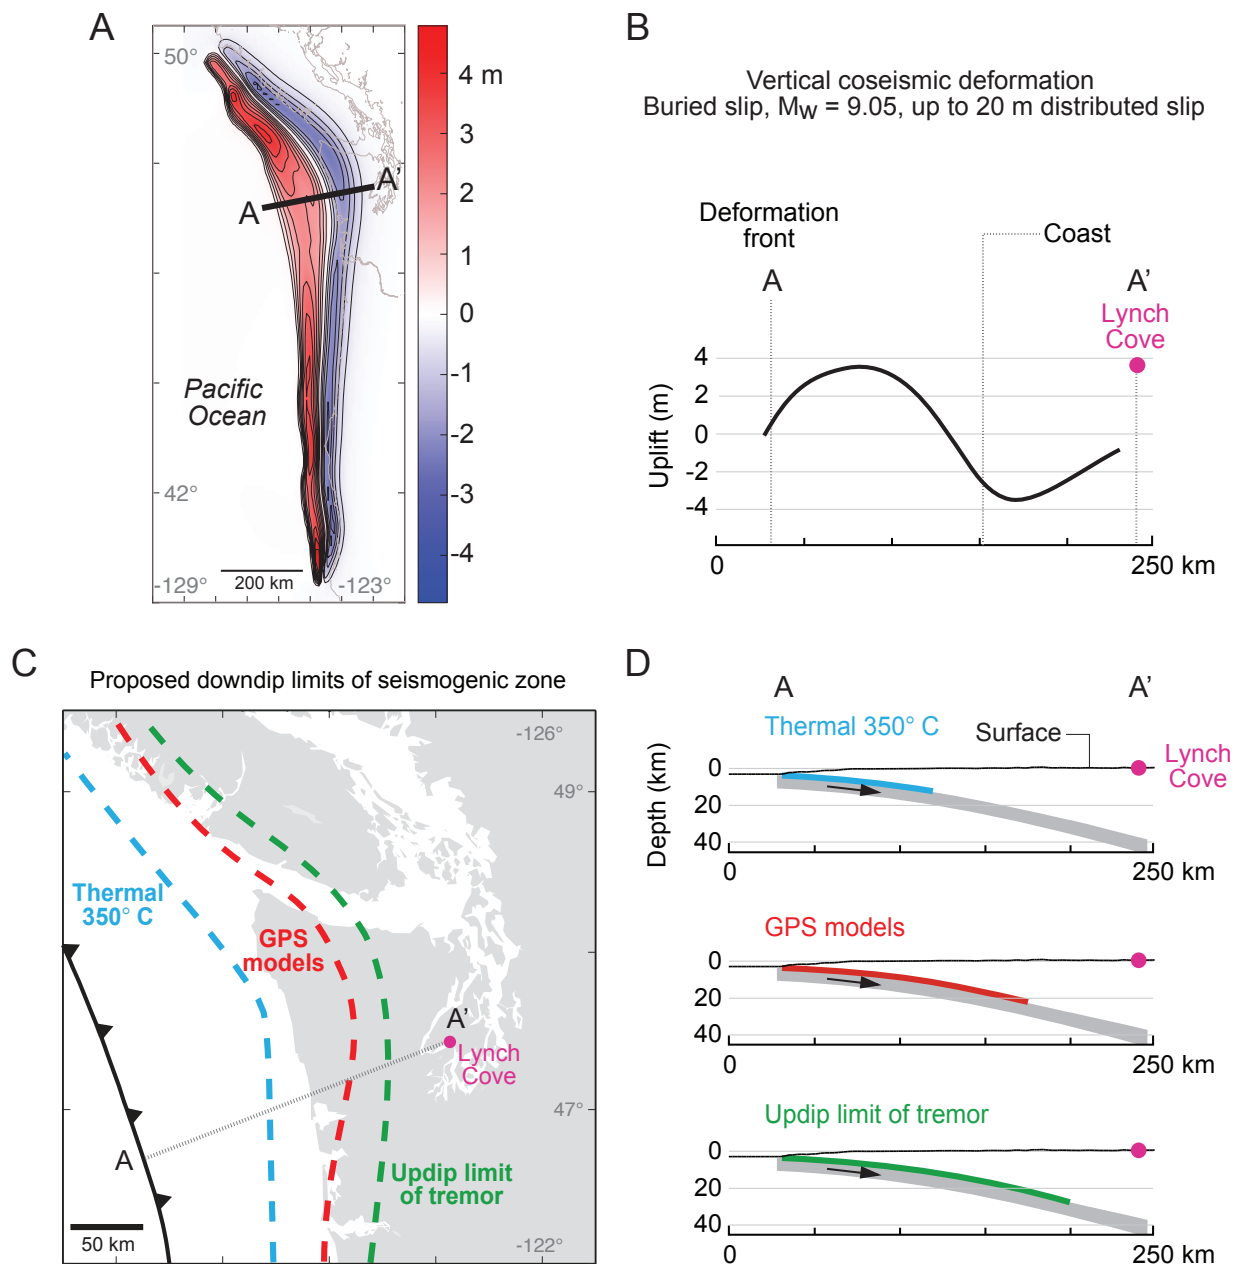 A
50°
4 m
3
2
1
0
-1
-2
-3
-4
A
A'
Pacific
Ocean
42°
-129°
200 km
-123°
B
Vertical coseismic deformation
Buried slip, MW = 9.05, up to 20 m distributed slip
Deformation
front
Coast
A
A'
Lynch
Cove
Uplift (m)
4
2
0
-2
-4
0
250 km
C
Proposed downdip limits of seismogenic zone
-126°
49°
Thermal
350° C
GPS
models
A'
Lynch
Cove
47°
A
Updip limit
of tremor
50 km
-122°
D
A
A'
Thermal 350° C
Surface
Lynch
Cove
Depth (km)
0
20
40
0
250 km
GPS models
0
20
40
0
250 km
Updip limit of tremor
0
20
40
0
250 km